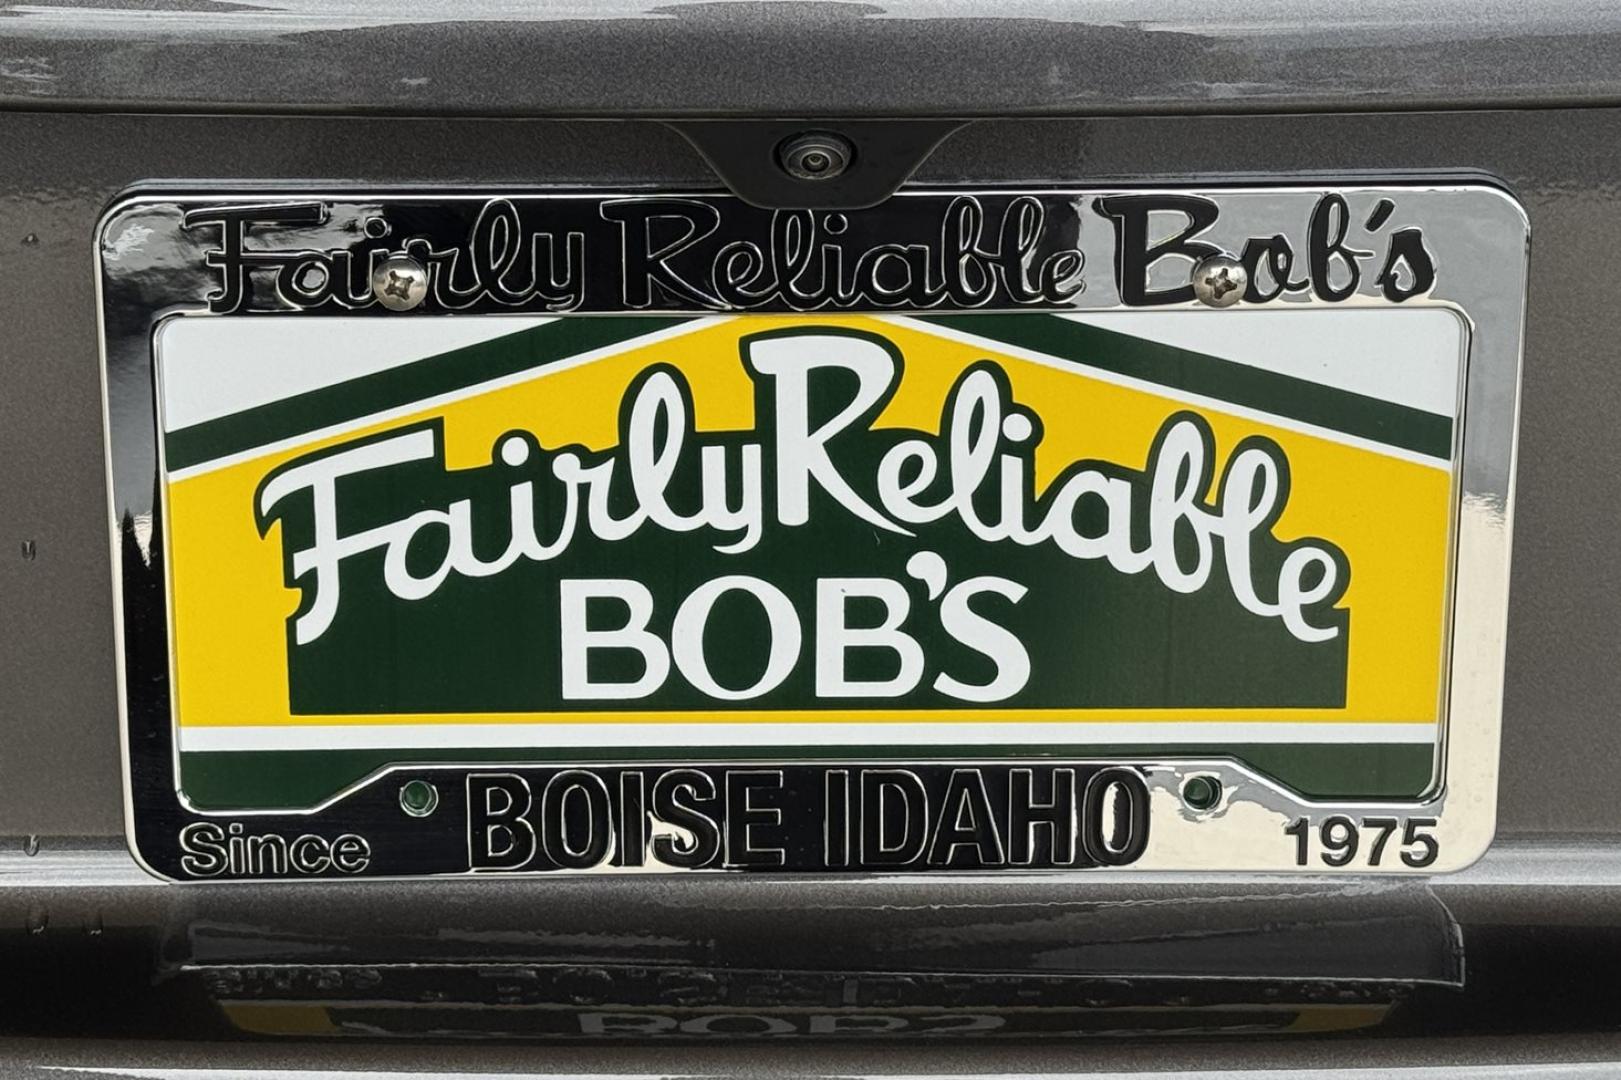 Fairly Reliable Bob's
Fairly Reliable
BOB'S
BOISE IDAHO
Since 1975